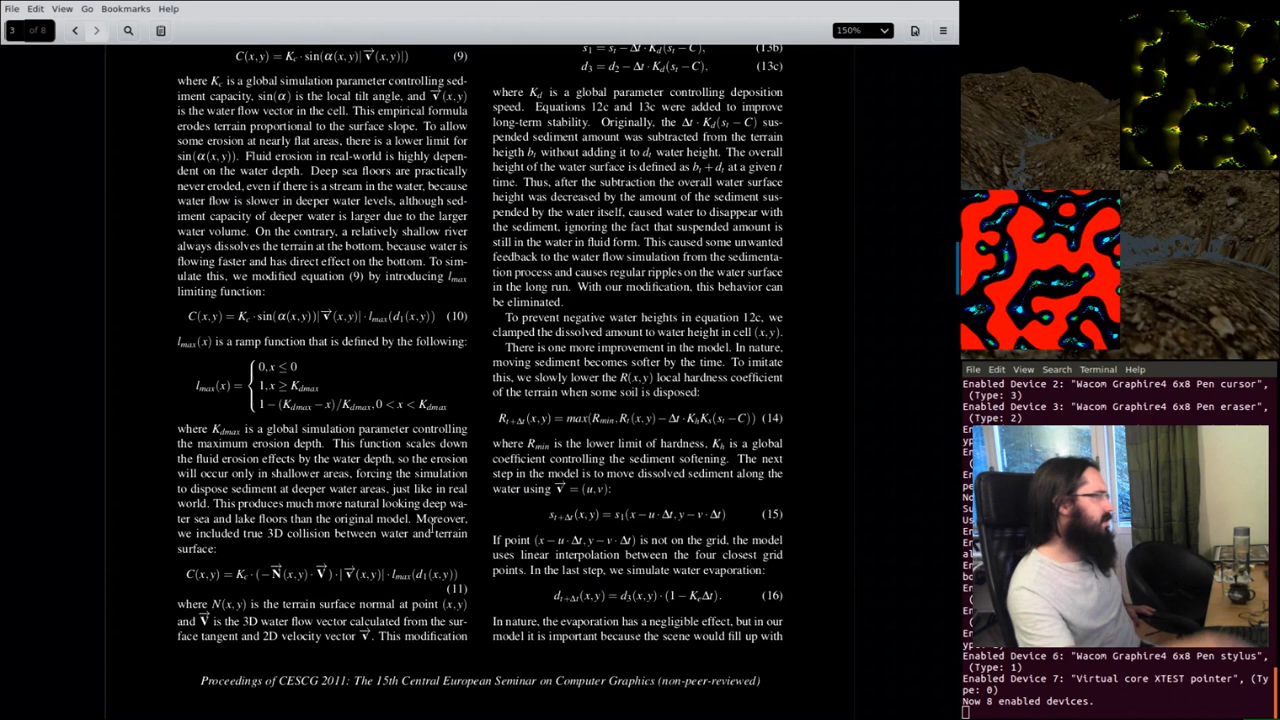 File Edit View Go Bookmarks Help
3 of 8
150%
C(x,y) = Kc · sin(α(x,y)| v⃗(x,y)|) (9)
where Kc is a global simulation parameter controlling sed-
iment capacity, sin(α) is the local tilt angle, and v⃗(x,y)
is the water flow vector in the cell. This empirical formula
erodes terrain proportional to the surface slope. To allow
some erosion at nearly flat areas, there is a lower limit for
sin(α(x,y)). Fluid erosion in real-world is highly depen-
dent on the water depth. Deep sea floors are practically
never eroded, even if there is a stream in the water, because
water flow is slower in deeper water levels, although sed-
iment capacity of deeper water is larger due to the larger
water volume. On the contrary, a relatively shallow river
always dissolves the terrain at the bottom, because water is
flowing faster and has direct effect on the bottom. To sim-
ulate this, we modified equation (9) by introducing lmax
limiting function:
C(x,y) = Kc · sin(α(x,y))| v⃗(x,y)| · lmax(d1(x,y)) (10)
lmax(x) is a ramp function that is defined by the following:
lmax(x) = { 0, x ≤ 0
1, x ≥ Kdmax
1 − (Kdmax − x)/Kdmax, 0 < x < Kdmax
where Kdmax is a global simulation parameter controlling
the maximum erosion depth. This function scales down
the fluid erosion effects by the water depth, so the erosion
will occur only in shallower areas, forcing the simulation
to dispose sediment at deeper water areas, just like in real
world. This produces much more natural looking deep wa-
ter sea and lake floors than the original model. Moreover,
we included true 3D collision between water and terrain
surface:
C(x,y) = Kc · (−N⃗(x,y) · V⃗) · | v⃗(x,y)| · lmax(d1(x,y))
(11)
where N(x,y) is the terrain surface normal at point (x,y)
and V⃗ is the 3D water flow vector calculated from the sur-
face tangent and 2D velocity vector v⃗. This modification
s1 = st − Δt · Kd(st − C), (13b)
d3 = d2 − Δt · Kd(st − C), (13c)
where Kd is a global parameter controlling deposition
speed. Equations 12c and 13c were added to improve
long-term stability. Originally, the Δt · Kd(st − C) sus-
pended sediment amount was subtracted from the terrain
heigth bt without adding it to dt water height. The overall
height of the water surface is defined as bt + dt at a given t
time. Thus, after the subtraction the overall water surface
height was decreased by the amount of the sediment sus-
pended by the water itself, caused water to disappear with
the sediment, ignoring the fact that suspended amount is
still in the water in fluid form. This caused some unwanted
feedback to the water flow simulation from the sedimenta-
tion process and causes regular ripples on the water surface
in the long run. With our modification, this behavior can
be eliminated.
To prevent negative water heights in equation 12c, we
clamped the dissolved amount to water height in cell (x,y).
There is one more improvement in the model. In nature,
moving sediment becomes softer by the time. To imitate
this, we slowly lower the R(x,y) local hardness coefficient
of the terrain when some soil is disposed:
Rt+Δt(x,y) = max(Rmin, Rt(x,y) − Δt · KhKs(st − C)) (14)
where Rmin is the lower limit of hardness, Kh is a global
coefficient controlling the sediment softening. The next
step in the model is to move dissolved sediment along the
water using v⃗ = (u,v):
st+Δt(x,y) = s1(x − u · Δt, y − v · Δt) (15)
If point (x − u · Δt, y − v · Δt) is not on the grid, the model
uses linear interpolation between the four closest grid
points. In the last step, we simulate water evaporation:
dt+Δt(x,y) = d3(x,y) · (1 − KeΔt). (16)
In nature, the evaporation has a negligible effect, but in our
model it is important because the scene would fill up with
Proceedings of CESCG 2011: The 15th Central European Seminar on Computer Graphics (non-peer-reviewed)
File Edit View Search Terminal Help
Enabled Device 2: "Wacom Graphire4 6x8 Pen cursor",
(Type: 3)
Enabled Device 3: "Wacom Graphire4 6x8 Pen eraser",
(Type: 2)
Enabled Device 6: "Wacom Graphire4 6x8 Pen stylus",
(Type: 1)
Enabled Device 7: "Virtual core XTEST pointer", (Ty
pe: 0)
Now 8 enabled devices.